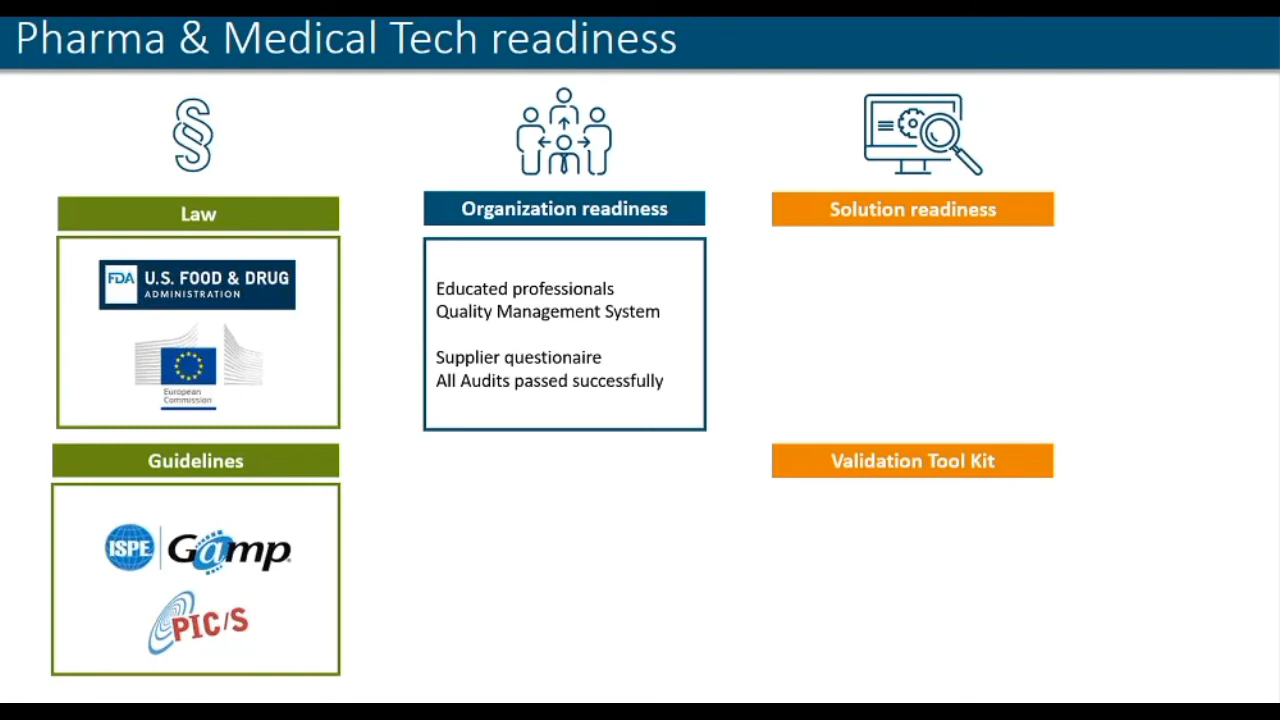 Pharma & Medical Tech readiness
Law
FDA
U.S. FOOD & DRUG
ADMINISTRATION
European
Commission
Guidelines
ISPE
GAMP
PIC/S
Organization readiness
Educated professionals
Quality Management System
Supplier questionaire
All Audits passed successfully
Solution readiness
Validation Tool Kit